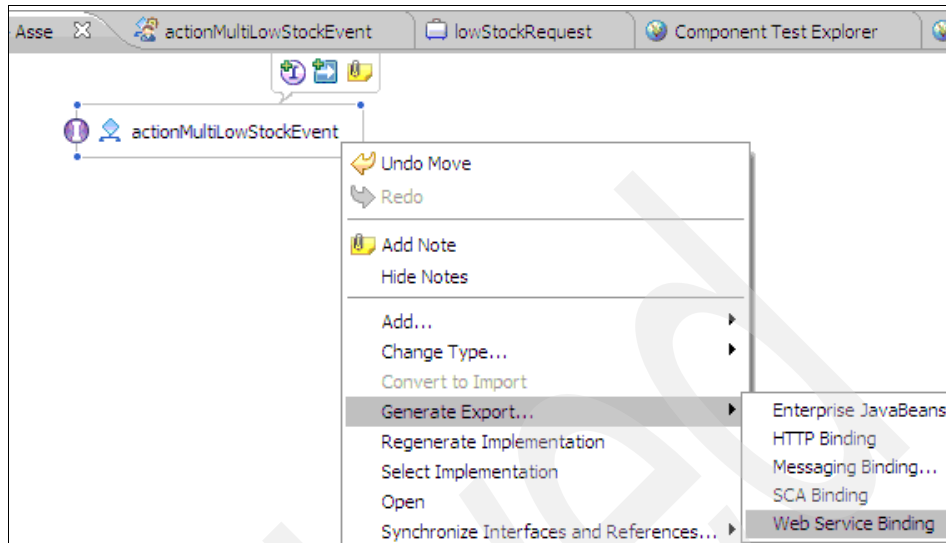 Asse
actionMultiLowStockEvent
lowStockRequest
Component Test Explorer
actionMultiLowStockEvent
Undo Move
Redo
Add Note
Hide Notes
Add...
Change Type...
Convert to Import
Generate Export...
Regenerate Implementation
Select Implementation
Open
Synchronize Interfaces and References...
Enterprise JavaBeans
HTTP Binding
Messaging Binding...
SCA Binding
Web Service Binding